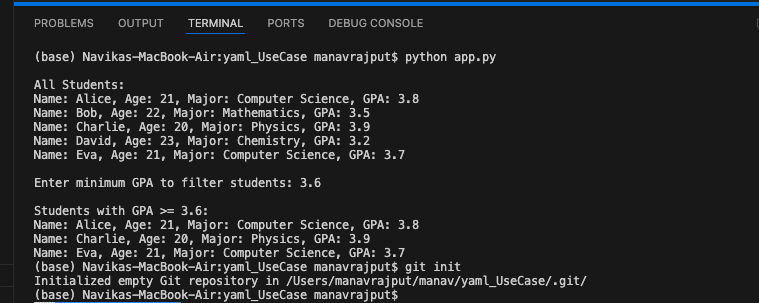 PROBLEMS OUTPUT TERMINAL PORTS DEBUG CONSOLE
(base) Navikas-MacBook-Air:yaml_UseCase manavrajput$ python app.py
All Students:
Name: Alice, Age: 21, Major: Computer Science, GPA: 3.8
Name: Bob, Age: 22, Major: Mathematics, GPA: 3.5
Name: Charlie, Age: 20, Major: Physics, GPA: 3.9
Name: David, Age: 23, Major: Chemistry, GPA: 3.2
Name: Eva, Age: 21, Major: Computer Science, GPA: 3.7
Enter minimum GPA to filter students: 3.6
Students with GPA >= 3.6:
Name: Alice, Age: 21, Major: Computer Science, GPA: 3.8
Name: Charlie, Age: 20, Major: Physics, GPA: 3.9
Name: Eva, Age: 21, Major: Computer Science, GPA: 3.7
(base) Navikas-MacBook-Air:yaml_UseCase manavrajput$ git init
Initialized empty Git repository in /Users/manavrajput/manav/yaml_UseCase/.git/
(base) Navikas-MacBook-Air:yaml_UseCase manavrajput$